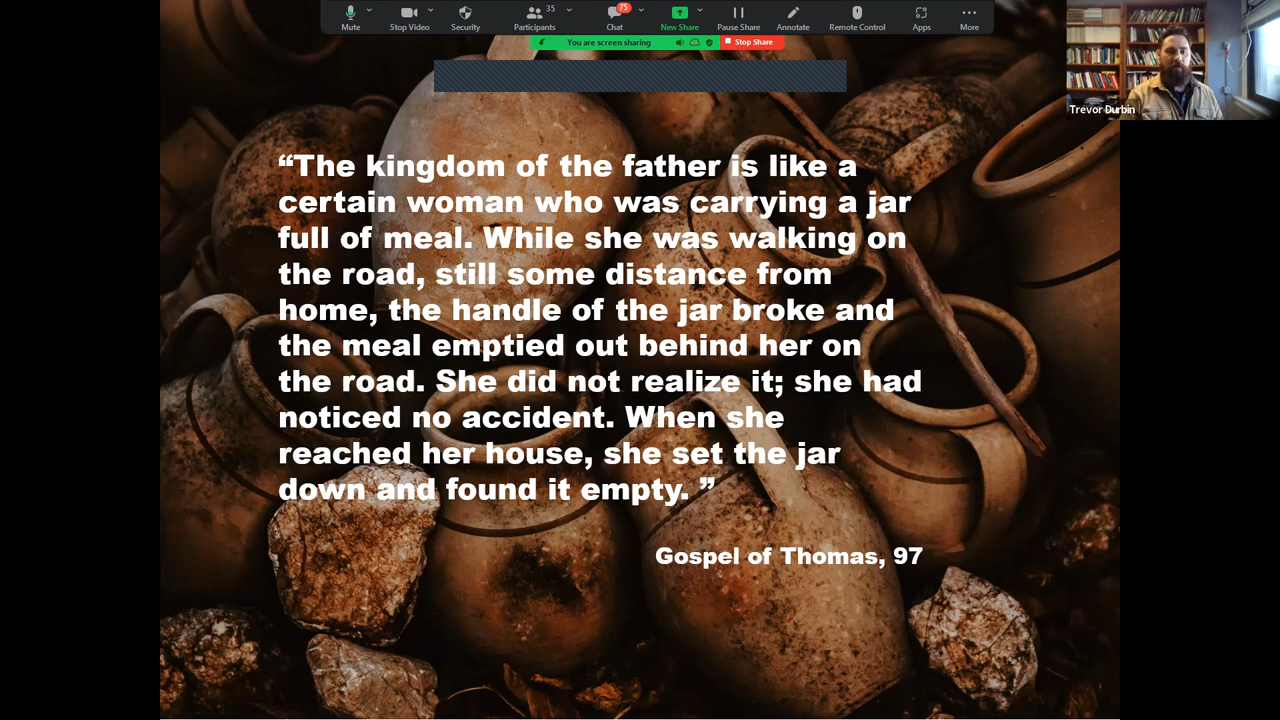 Mute
Stop Video
Security
Participants
35
Chat
75
New Share
Pause Share
Annotate
Remote Control
Apps
More
You are screen sharing
Stop Share
Trevor Durbin
“The kingdom of the father is like a
certain woman who was carrying a jar
full of meal. While she was walking on
the road, still some distance from
home, the handle of the jar broke and
the meal emptied out behind her on
the road. She did not realize it; she had
noticed no accident. When she
reached her house, she set the jar
down and found it empty. ”
Gospel of Thomas, 97